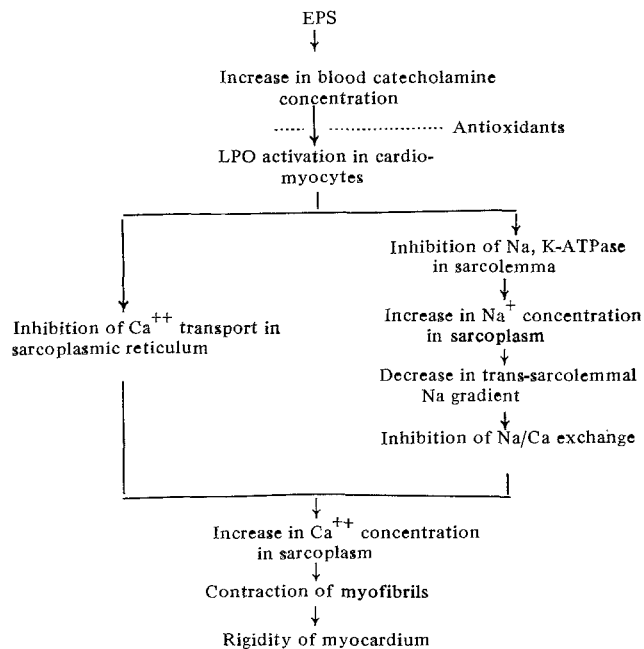 EPS
Increase in blood catecholamine
concentration
Antioxidants
LPO activation in cardio-
myocytes
Inhibition of Ca++ transport in
sarcoplasmic reticulum
Inhibition of Na, K-ATPase
in sarcolemma
Increase in Na+ concentration
in sarcoplasm
Decrease in trans-sarcolemmal
Na gradient
Inhibition of Na/Ca exchange
Increase in Ca++ concentration
in sarcoplasm
Contraction of myofibrils
Rigidity of myocardium